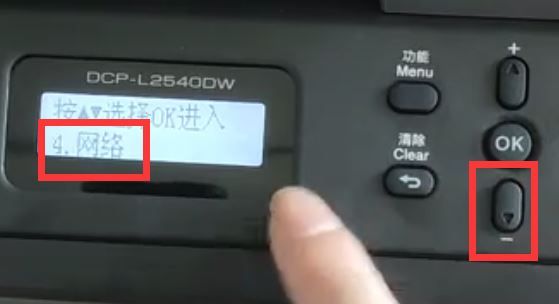 DCP-L2540DW
按▲▼选择OK进入
4.网络
功能
Menu
清除
Clear
+
OK
-